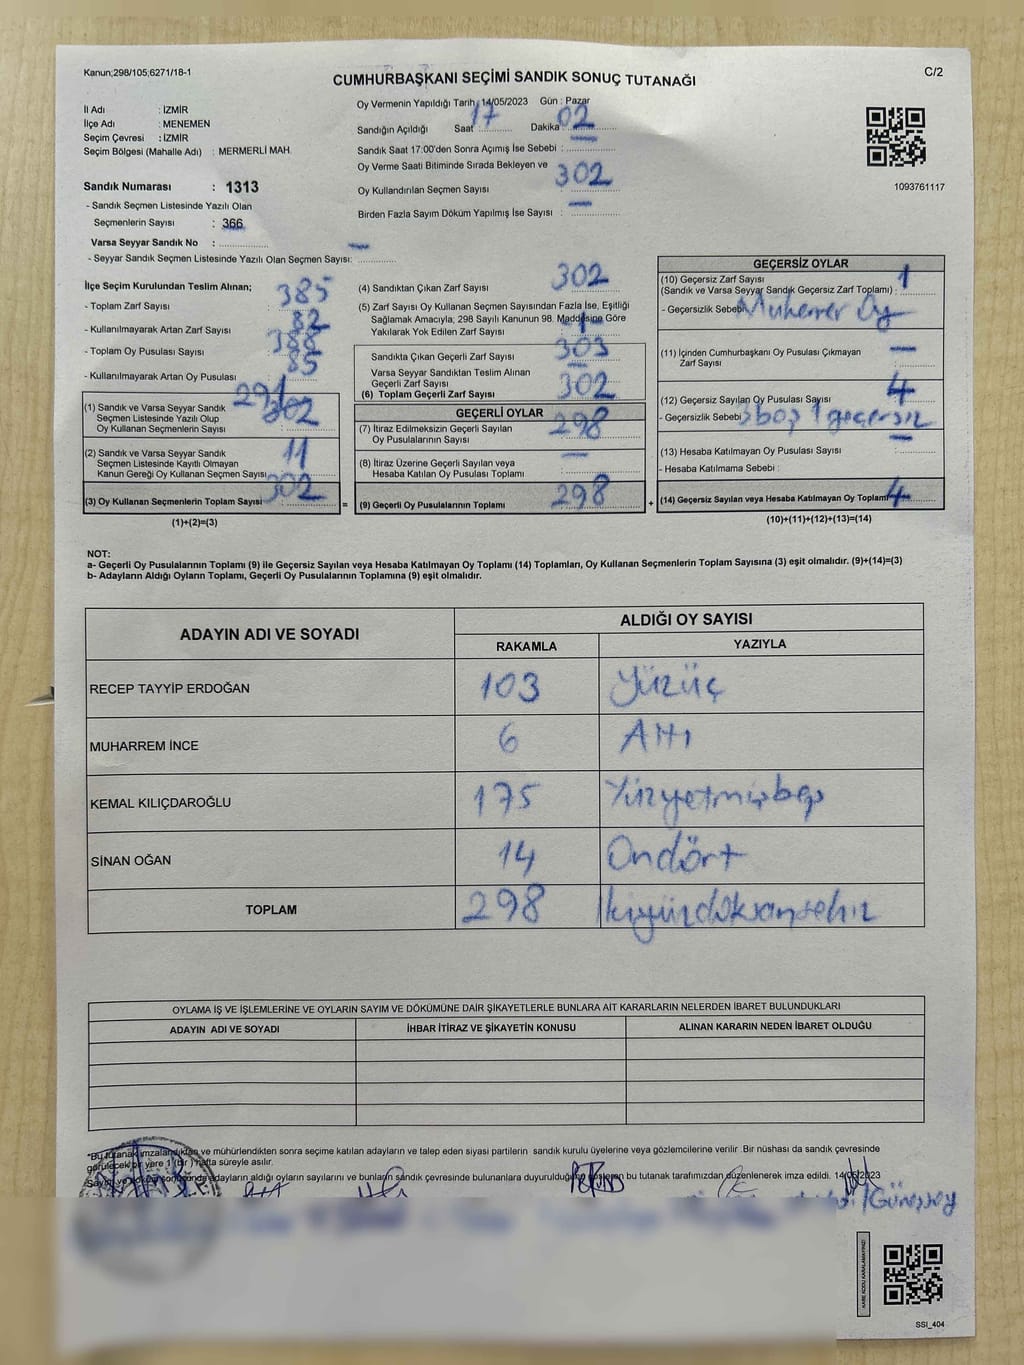 Kanun;298/105;6271/18-1
C/2
CUMHURBAŞKANI SEÇİMİ SANDIK SONUÇ TUTANAĞI
İl Adı : İZMİR
İlçe Adı : MENEMEN
Seçim Çevresi : İZMİR
Seçim Bölgesi (Mahalle Adı) : MERMERLİ MAH.
Sandık Numarası : 1313
- Sandık Seçmen Listesinde Yazılı Olan
Seçmenlerin Sayısı : 366
Varsa Seyyar Sandık No :
- Seyyar Sandık Seçmen Listesinde Yazılı Olan Seçmen Sayısı: —
Oy Vermenin Yapıldığı Tarih : 14/05/2023 Gün : Pazar
Sandığın Açıldığı Saat : 17 Dakika : 02
Sandık Saat 17:00'den Sonra Açımış İse Sebebi : —
Oy Verme Saati Bitiminde Sırada Bekleyen ve
Oy Kullandırılan Seçmen Sayısı 302
Birden Fazla Sayım Döküm Yapılmış İse Sayısı : —
1093761117
İlçe Seçim Kurulundan Teslim Alınan;
- Toplam Zarf Sayısı : 385
- Kullanılmayarak Artan Zarf Sayısı : 82
- Toplam Oy Pusulası Sayısı : 388
- Kullanılmayarak Artan Oy Pusulası : 85
(1) Sandık ve Varsa Seyyar Sandık
Seçmen Listesinde Yazılı Olup
Oy Kullanan Seçmenlerin Sayısı : 291 302
(2) Sandık ve Varsa Seyyar Sandık
Seçmen Listesinde Kayıtlı Olmayan
Kanun Gereği Oy Kullanan Seçmen Sayısı : 11
(3) Oy Kullanan Seçmenlerin Toplam Sayısı : 302
(1)+(2)=(3)
(4) Sandıktan Çıkan Zarf Sayısı 302
(5) Zarf Sayısı Oy Kullanan Seçmen Sayısından Fazla İse, Eşitliği
Sağlamak Amacıyla; 298 Sayılı Kanunun 98. Maddesine Göre
Yakılarak Yok Edilen Zarf Sayısı
Sandıkta Çıkan Geçerli Zarf Sayısı 303
Varsa Seyyar Sandıktan Teslim Alınan
Geçerli Zarf Sayısı —
(6) Toplam Geçerli Zarf Sayısı 302
GEÇERLİ OYLAR
(7) İtiraz Edilmeksizin Geçerli Sayılan
Oy Pusulalarının Sayısı 298
(8) İtiraz Üzerine Geçerli Sayılan veya
Hesaba Katılan Oy Pusulası Toplamı —
= (9) Geçerli Oy Pusulalarının Toplamı 298 +
GEÇERSİZ OYLAR
(10) Geçersiz Zarf Sayısı
(Sandık ve Varsa Seyyar Sandık Geçersiz Zarf Toplamı) : 1
- Geçersizlik Sebebi Mühürer Oy
(11) İçinden Cumhurbaşkanı Oy Pusulası Çıkmayan
Zarf Sayısı —
(12) Geçersiz Sayılan Oy Pusulası Sayısı 4
- Geçersizlik Sebebi 3boş 1 geçersiz
(13) Hesaba Katılmayan Oy Pusulası Sayısı —
- Hesaba Katılmama Sebebi :
(14) Geçersiz Sayılan veya Hesaba Katılmayan Oy Toplamı 4
(10)+(11)+(12)+(13)=(14)
NOT:
a- Geçerli Oy Pusulalarının Toplamı (9) ile Geçersiz Sayılan veya Hesaba Katılmayan Oy Toplamı (14) Toplamları, Oy Kullanan Seçmenlerin Toplam Sayısına (3) eşit olmalıdır. (9)+(14)=(3)
b- Adayların Aldığı Oyların Toplamı, Geçerli Oy Pusulalarının Toplamına (9) eşit olmalıdır.
ADAYIN ADI VE SOYADI ALDIĞI OY SAYISI
RAKAMLA YAZIYLA
RECEP TAYYİP ERDOĞAN 103 Yüzüç
MUHARREM İNCE 6 Altı
KEMAL KILIÇDAROĞLU 175 Yüzyetmişbeş
SİNAN OĞAN 14 Ondört
TOPLAM 298 İkiyüzdoksansekiz
OYLAMA İŞ VE İŞLEMLERİNE VE OYLARIN SAYIM VE DÖKÜMÜNE DAİR ŞİKAYETLERLE BUNLARA AİT KARARLARIN NELERDEN İBARET BULUNDUKLARI
ADAYIN ADI VE SOYADI İHBAR İTİRAZ VE ŞİKAYETİN KONUSU ALINAN KARARIN NEDEN İBARET OLDUĞU
*Bu tutanak imzalandıktan ve mühürlendikten sonra seçime katılan adayların ve talep eden siyasi partilerin sandık kurulu üyelerine veya gözlemcilerine verilir. Bir nüshası da sandık çevresinde
görülecek bir yere 1 (bir) hafta süreyle asılır.
adayların aldığı oyların sayılarını ve bunların sandık çevresinde bulunanlara duyurulduğunu gösteren bu tutanak tarafımızdan düzenlenerek imza edildi. 14/05/2023
KARE KODU KARALAMAYINIZ!
SSI_404